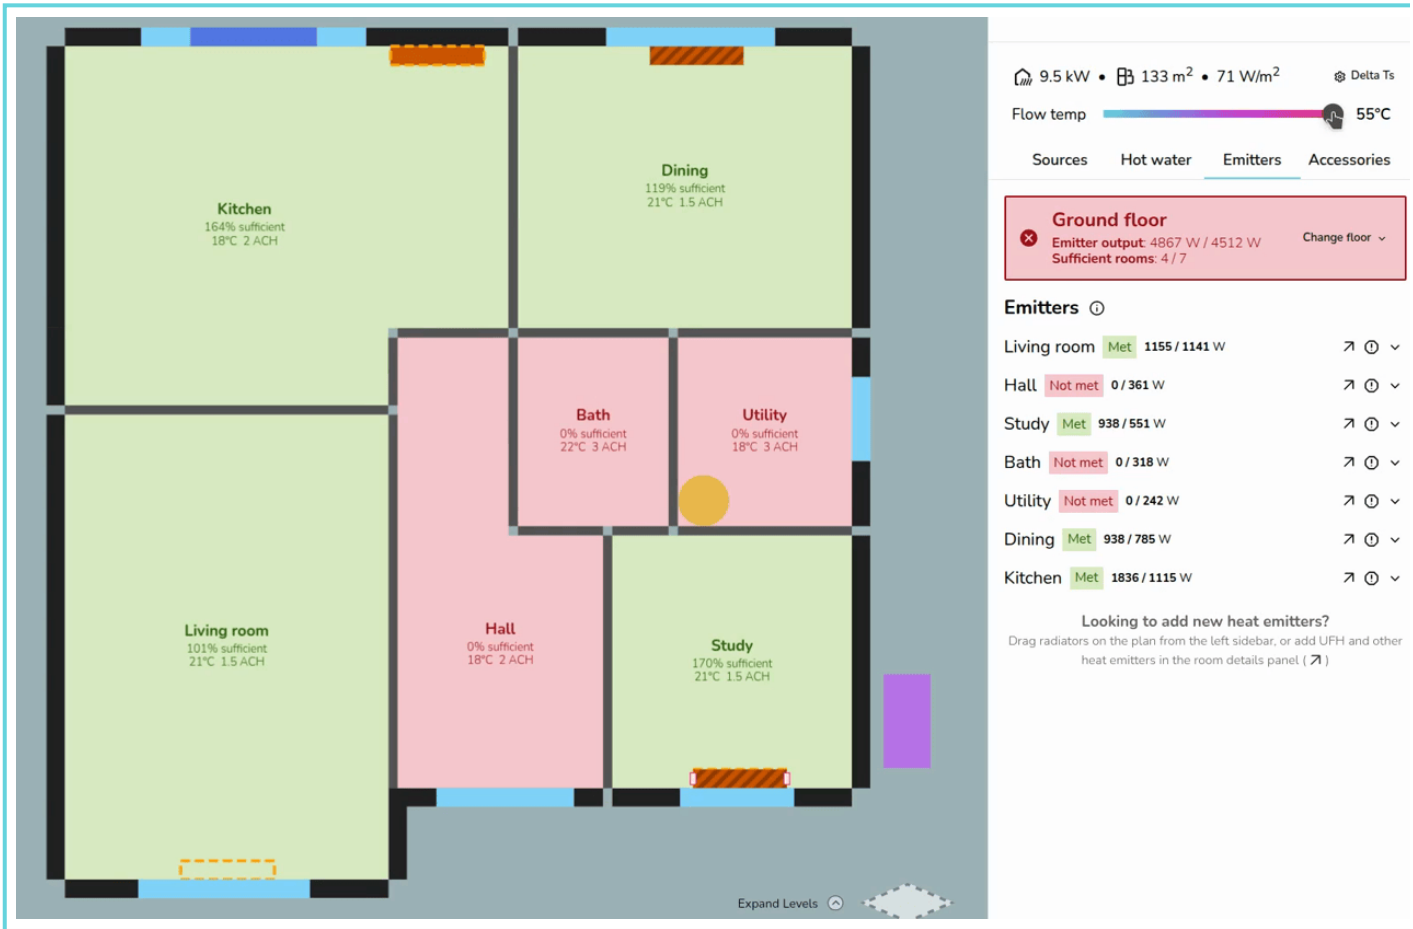 Kitchen
164% sufficient
18°C 2 ACH
Dining
119% sufficient
21°C 1.5 ACH
Bath
0% sufficient
22°C 3 ACH
Utility
0% sufficient
18°C 3 ACH
Living room
101% sufficient
21°C 1.5 ACH
Hall
0% sufficient
18°C 2 ACH
Study
170% sufficient
21°C 1.5 ACH
Expand Levels
9.5 kW • 133 m² • 71 W/m²
Delta Ts
Flow temp
55°C
Sources Hot water Emitters Accessories
Ground floor
Emitter output: 4867 W / 4512 W
Sufficient rooms: 4 / 7
Change floor
Emitters
Living room Met 1155 / 1141 W
Hall Not met 0 / 361 W
Study Met 938 / 551 W
Bath Not met 0 / 318 W
Utility Not met 0 / 242 W
Dining Met 938 / 785 W
Kitchen Met 1836 / 1115 W
Looking to add new heat emitters?
Drag radiators on the plan from the left sidebar, or add UFH and other
heat emitters in the room details panel ( ↗ )